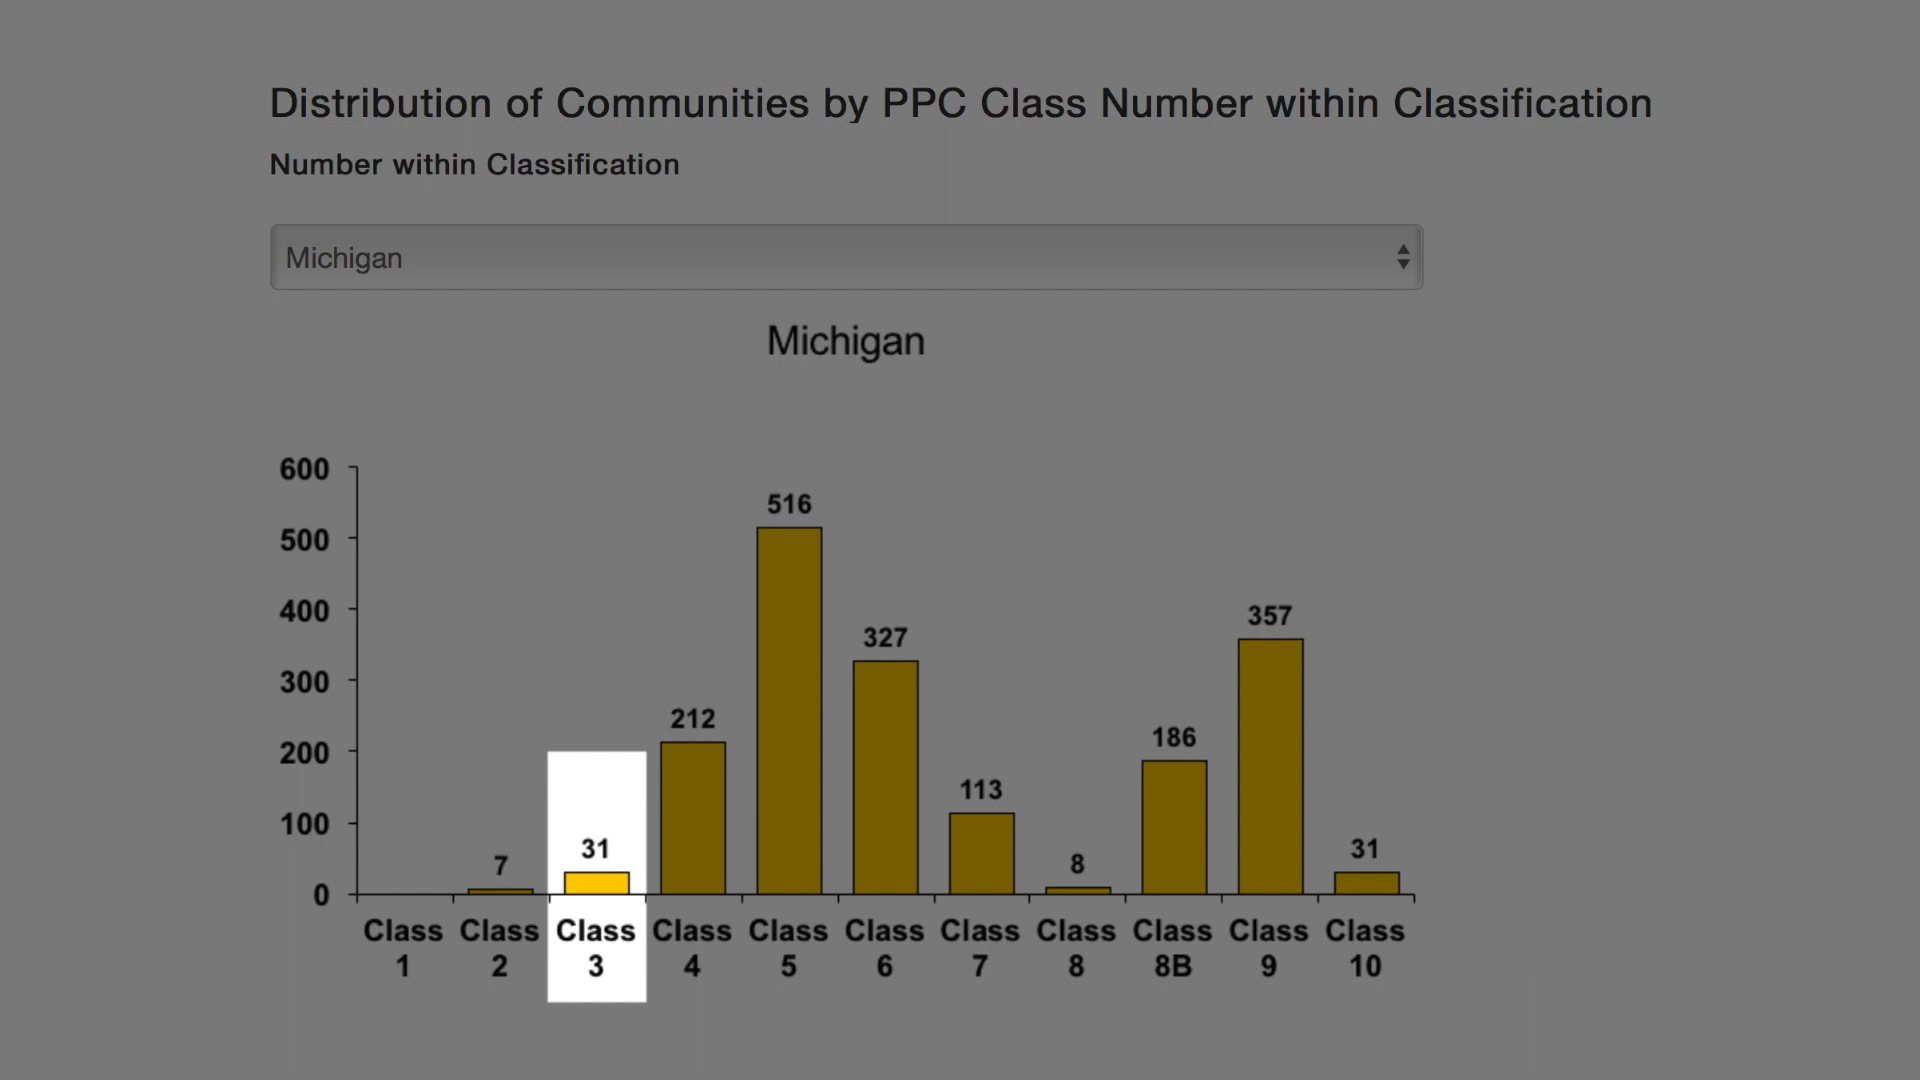 Distribution of Communities by PPC Class Number within Classification
Number within Classification
Michigan
Michigan
600
500
400
300
200
100
0
7
31
212
516
327
113
8
186
357
31
Class Class Class Class Class Class Class Class Class Class Class
1 2 3 4 5 6 7 8 8B 9 10